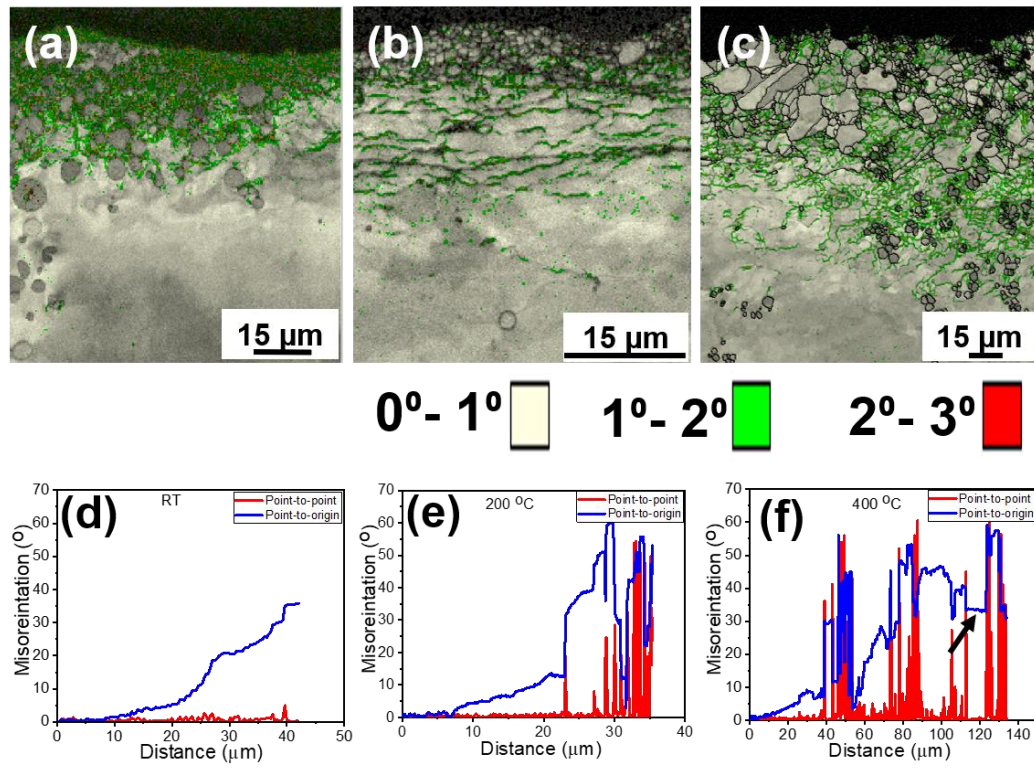 (a) (b) (c)
15 µm 15 µm 15 µm
0º- 1º 1º- 2º 2º- 3º
(d) RT
Point-to-point
Point-to-origin
Misoreintation (O)
70
60
50
40
30
20
10
0
0 10 20 30 40 50
Distance (µm)
(e) 200 oC
Point-to-point
Point-to-origin
Misoreintation (O)
70
60
50
40
30
20
10
0
0 10 20 30 40
Distance (µm)
(f) 400 oC
Point-to-point
Point-to-origin
Misoreintation (O)
70
60
50
40
30
20
10
0
0 20 40 60 80 100 120 140
Distance (µm)